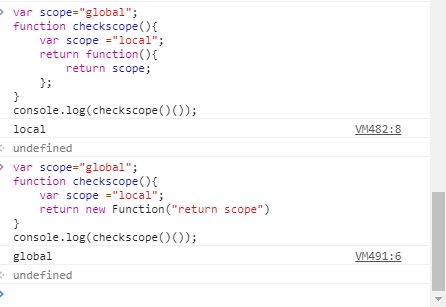 > var scope="global";
function checkscope(){
    var scope ="local";
    return function(){
        return scope;
    };
}
console.log(checkscope()());
local VM482:8
< undefined
> var scope="global";
function checkscope(){
    var scope ="local";
    return new Function("return scope")
}
console.log(checkscope()());
global VM491:6
< undefined
>